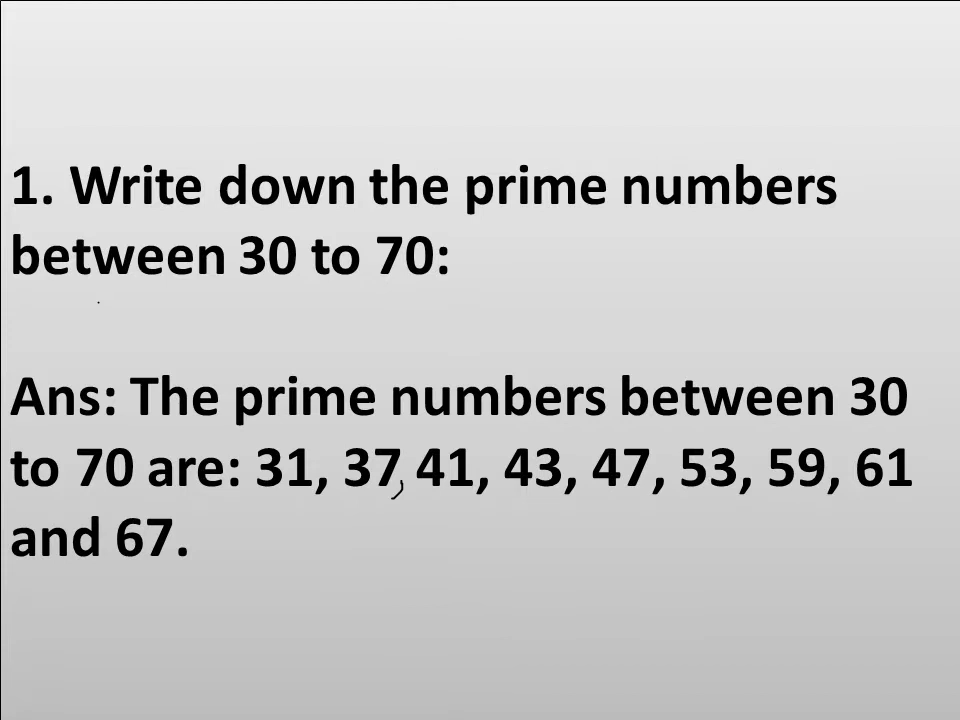 1. Write down the prime numbers
between 30 to 70:
Ans: The prime numbers between 30
to 70 are: 31, 37, 41, 43, 47, 53, 59, 61
and 67.